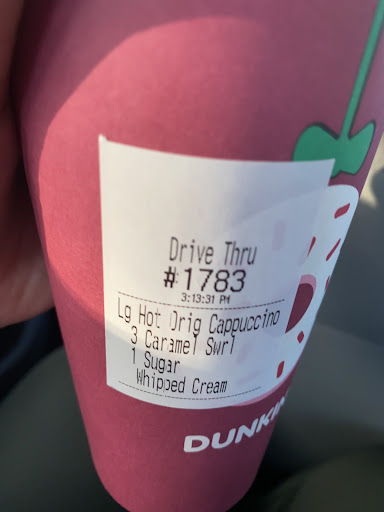 Drive Thru
#1783
3:13:31 PM
Lg Hot Orig Cappuccino
3 Caramel Swrl
1 Sugar
Whipped Cream
DUNKIN